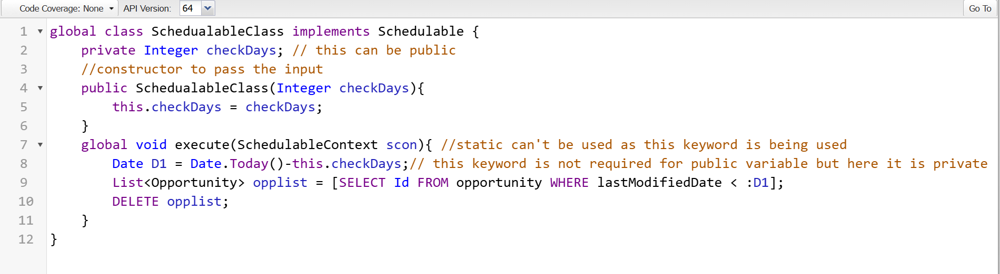 Code Coverage: None API Version: 64 Go To
1 global class SchedualableClass implements Schedulable {
2 private Integer checkDays; // this can be public
3 //constructor to pass the input
4 public SchedualableClass(Integer checkDays){
5 this.checkDays = checkDays;
6 }
7 global void execute(SchedulableContext scon){ //static can't be used as this keyword is being used
8 Date D1 = Date.Today()-this.checkDays;// this keyword is not required for public variable but here it is private
9 List<Opportunity> opplist = [SELECT Id FROM opportunity WHERE lastModifiedDate < :D1];
10 DELETE opplist;
11 }
12 }